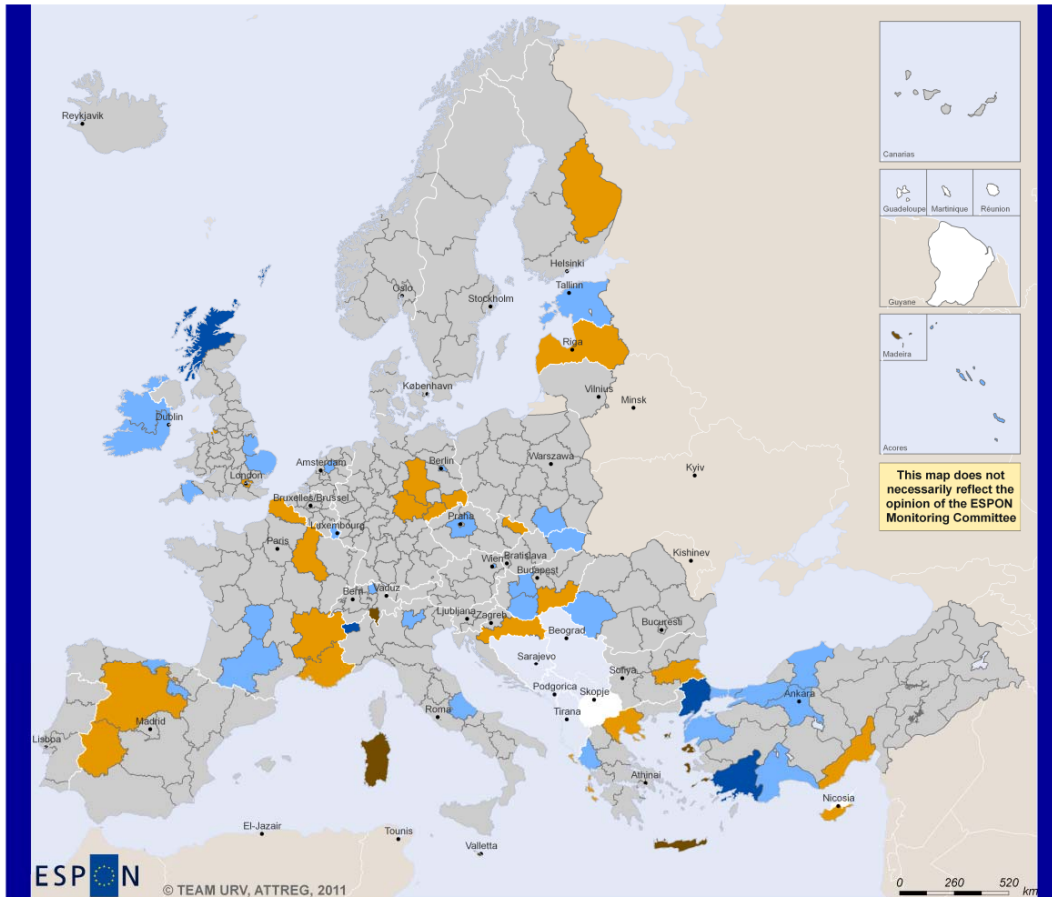 Reykjavik
Canarias
Guadeloupe
Martinique
Réunion
Guyane
Helsinki
Oslo
Tallinn
Stockholm
Riga
Madeira
København
Vilnius
Minsk
Dublin
Acores
Amsterdam
Berlin
Warszawa
London
Kyiv
This map does not
necessarily reflect the
opinion of the ESPON
Monitoring Committee
Bruxelles/Brussel
Praha
Luxembourg
Paris
Kishinev
Wien
Bratislava
Budapest
Bern
Vaduz
Ljubljana
Zagreb
Bucuresti
Beograd
Sarajevo
Sofiya
Podgorica
Skopje
Ankara
Roma
Tirana
Madrid
Lisboa
Athinai
Nicosia
El-Jazair
Tounis
Valletta
ESPON
© TEAM URV, ATTREG, 2011
0 260 520
km